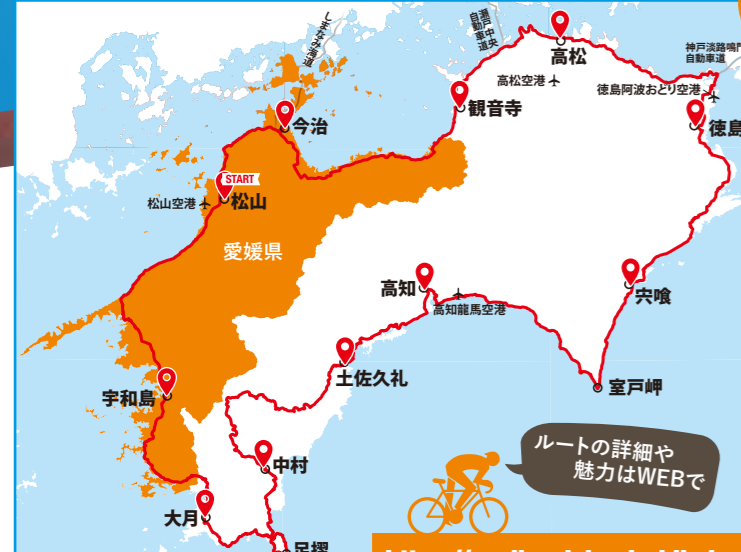 しまなみ海道
瀬戸中央
自動車道
高松
神戸淡路鳴門
自動車道
高松空港
徳島阿波おどり空港
観音寺
徳島
今治
START
松山空港
松山
愛媛県
高知
高知龍馬空港
宍喰
土佐久礼
室戸岬
宇和島
中村
ルートの詳細や
魅力はWEBで
大月
足摺